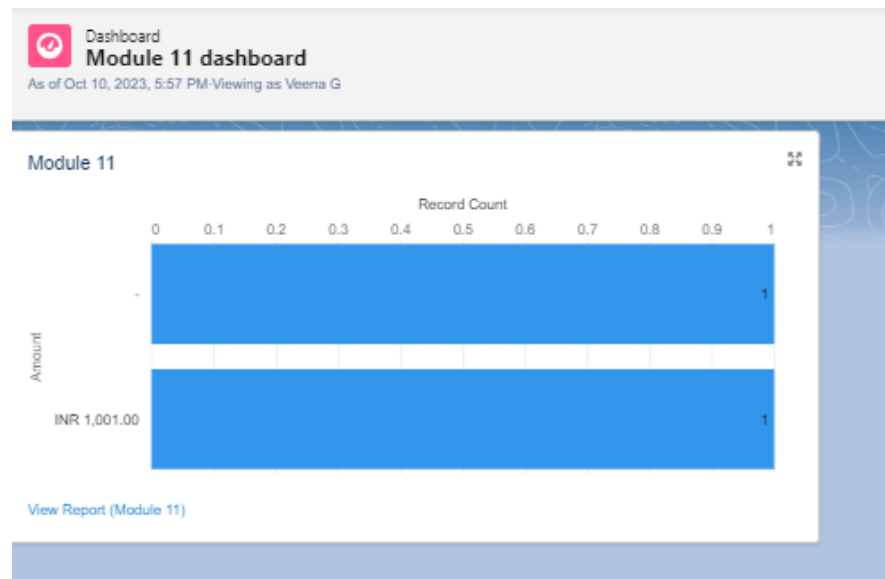 Dashboard
Module 11 dashboard
As of Oct 10, 2023, 5:57 PM·Viewing as Veena G
Module 11
Record Count
0 0.1 0.2 0.3 0.4 0.5 0.6 0.7 0.8 0.9 1
Amount
- 1
INR 1,001.00 1
View Report (Module 11)